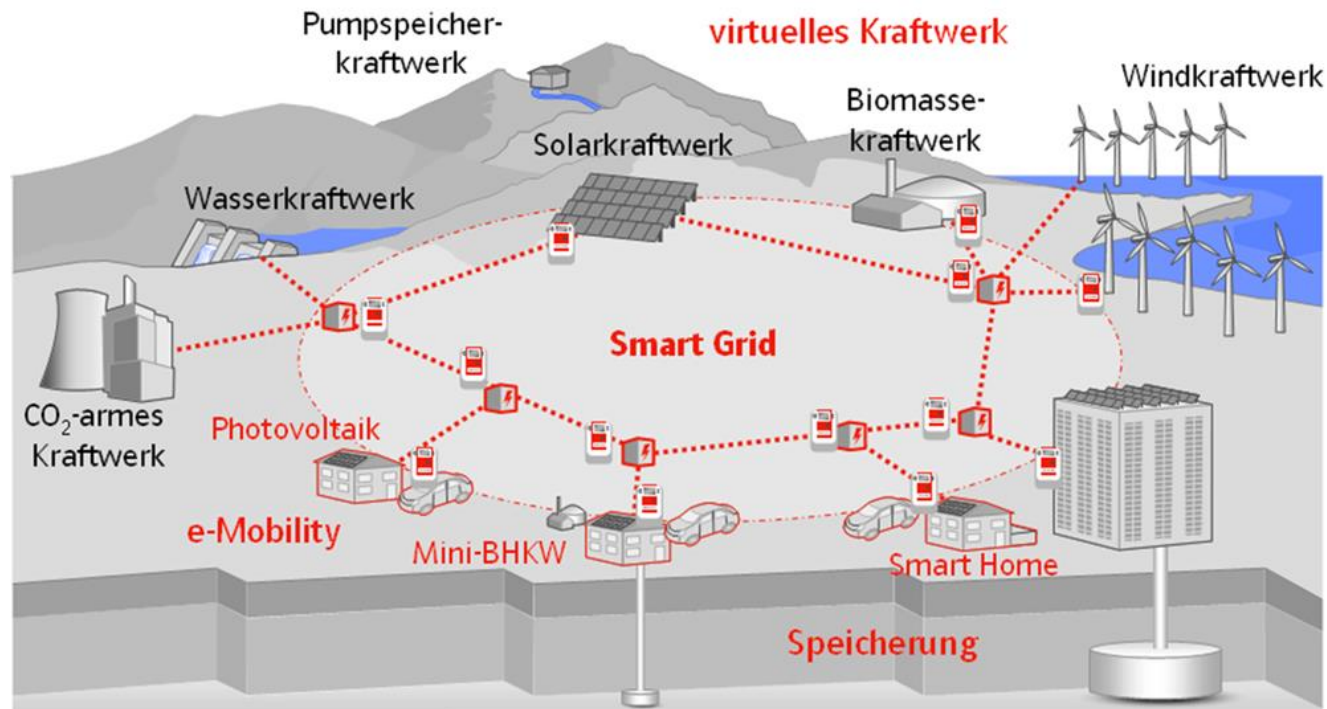 Pumpspeicher-
kraftwerk
virtuelles Kraftwerk
Windkraftwerk
Biomasse-
kraftwerk
Solarkraftwerk
Wasserkraftwerk
Smart Grid
CO₂-armes
Kraftwerk
Photovoltaik
e-Mobility
Mini-BHKW
Smart Home
Speicherung